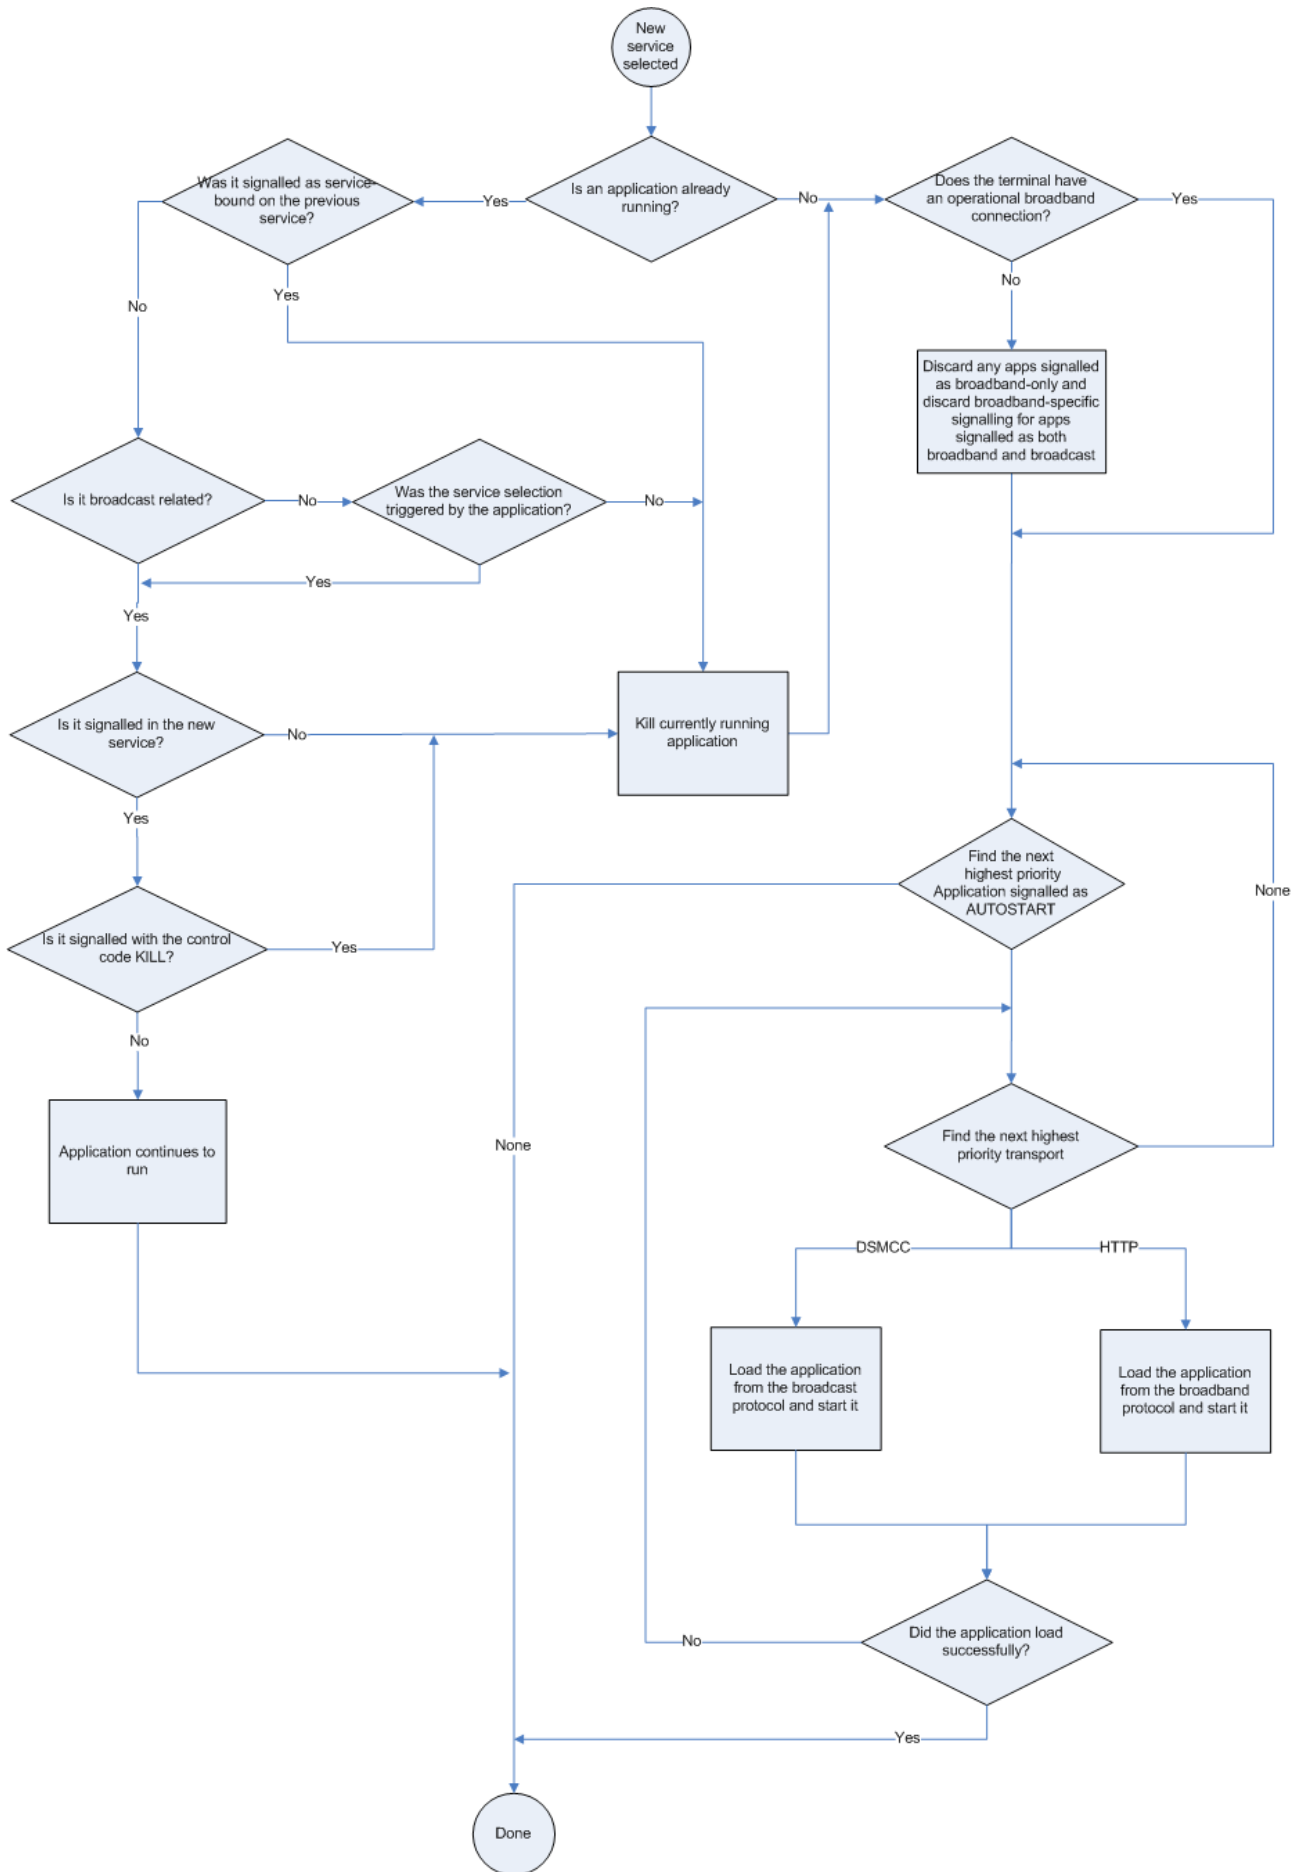 New
service
selected
Was it signalled as service-
bound on the previous
service?
Yes
Is an application already
running?
No
Does the terminal have
an operational broadband
connection?
Yes
No
Yes
No
Discard any apps signalled
as broadband-only and
discard broadband-specific
signalling for apps
signalled as both
broadband and broadcast
Is it broadcast related?
No
Was the service selection
triggered by the application?
No
Yes
Yes
Is it signalled in the new
service?
No
Kill currently running
application
Yes
Find the next
highest priority
Application signalled as
AUTOSTART
None
Is it signalled with the control
code KILL?
Yes
No
Application continues to
run
None
Find the next highest
priority transport
DSMCC
HTTP
Load the application
from the broadcast
protocol and start it
Load the application
from the broadband
protocol and start it
Did the application load
successfully?
No
Yes
Done